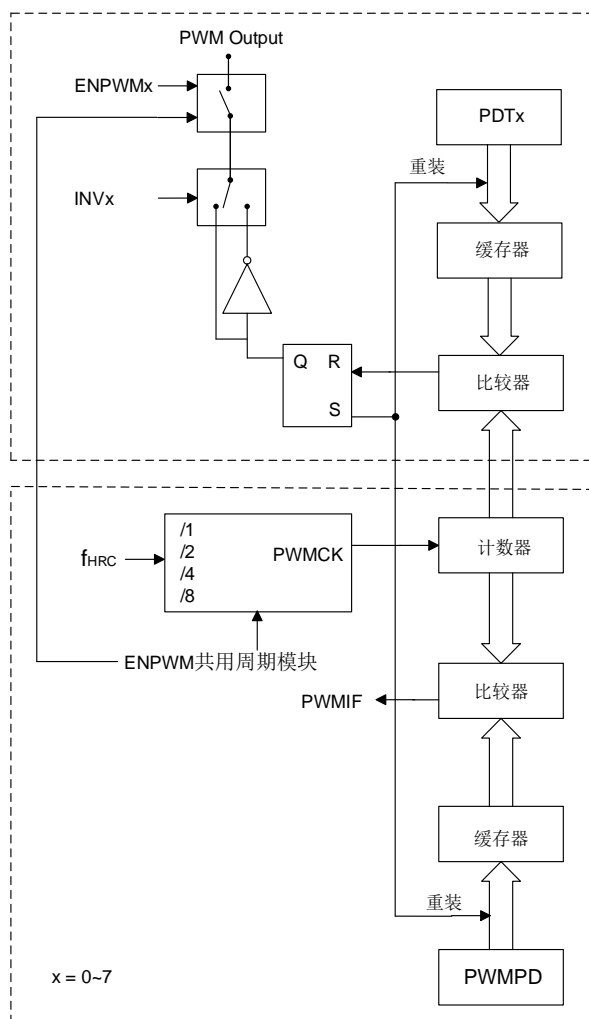 PWM Output
ENPWMx
PDTx
重装
INVx
缓存器
Q R
S
比较器
/1
/2
/4
/8
fHRC
PWMCK
计数器
ENPWM共用周期模块
PWMIF
比较器
缓存器
重装
x = 0~7
PWMPD